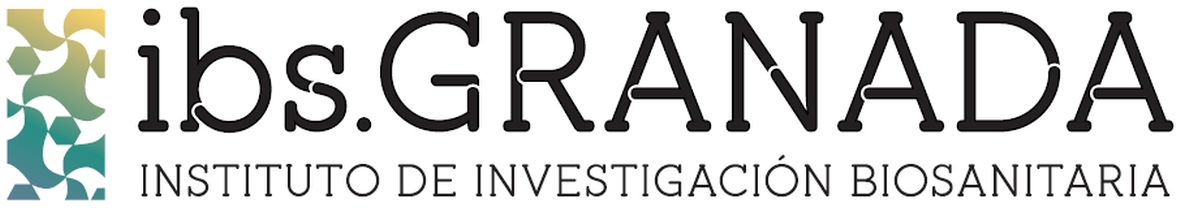 ibs.GRANADA
INSTITUTO DE INVESTIGACIÓN BIOSANITARIA